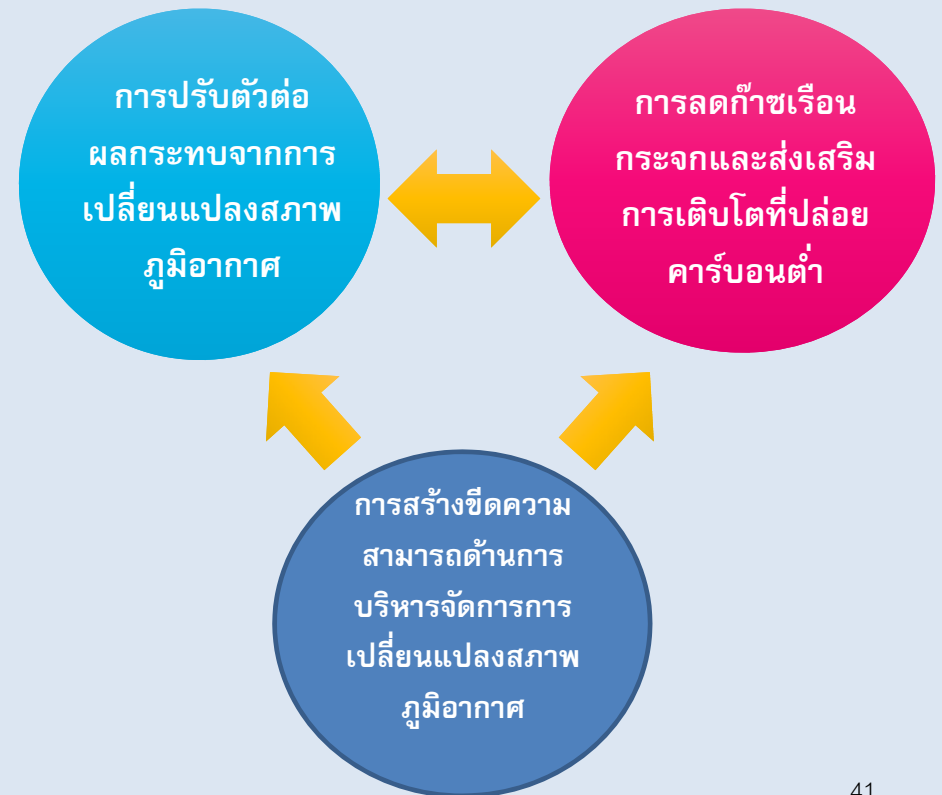 การปรับตัวต่อ
ผลกระทบจากการ
เปลี่ยนแปลงสภาพ
ภูมิอากาศ
การลดก๊าซเรือน
กระจกและส่งเสริม
การเติบโตที่ปล่อย
คาร์บอนต่ำ
การสร้างขีดความ
สามารถด้านการ
บริหารจัดการการ
เปลี่ยนแปลงสภาพ
ภูมิอากาศ
41